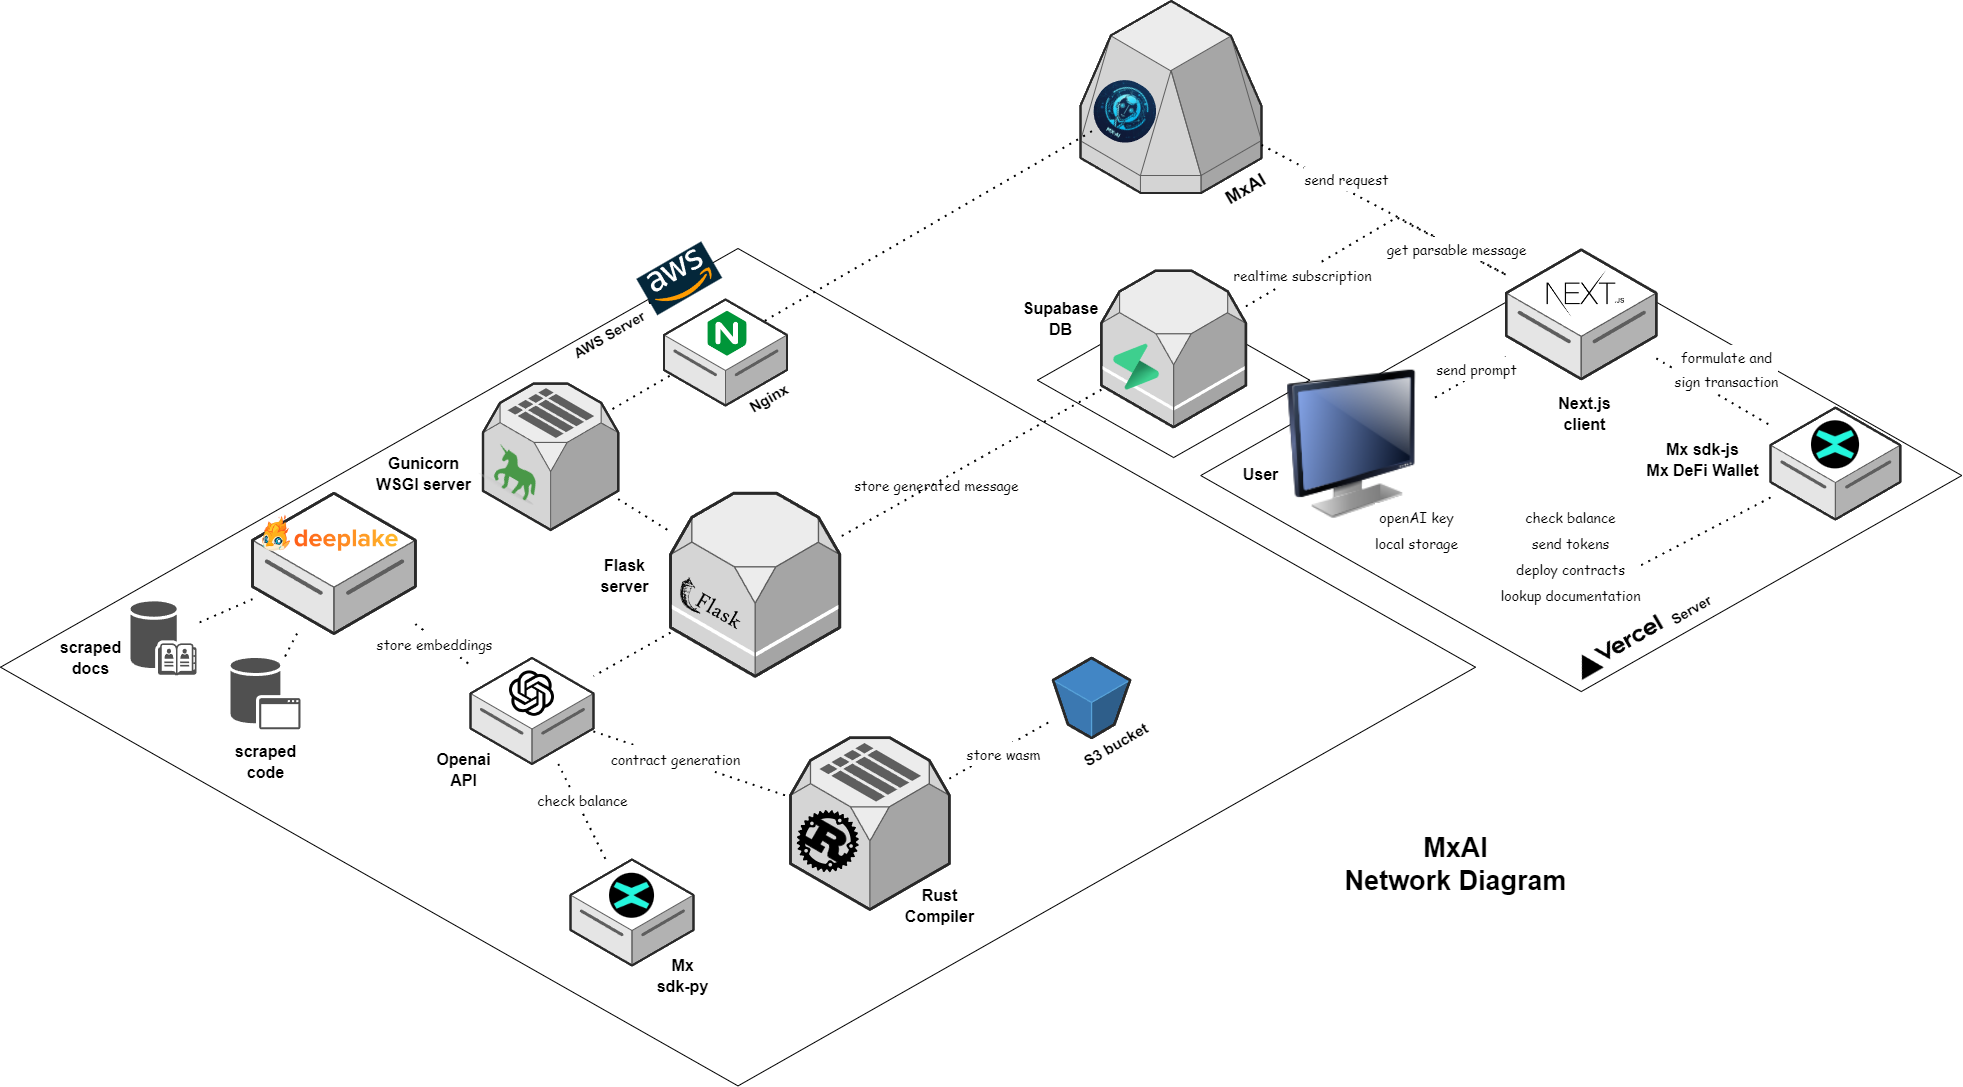 MX-AI
MxAI
send request
get parsable message
realtime subscription
aws
AWS Server
N
Nginx
Supabase
DB
NEXT.JS
formulate and
sign transaction
send prompt
Next.js
client
Mx sdk-js
Mx DeFi Wallet
User
openAI key
local storage
check balance
send tokens
deploy contracts
lookup documentation
Vercel Server
Gunicorn
WSGI server
store generated message
deeplake
Flask
server
Flask
scraped
docs
store embeddings
scraped
code
Openai
API
contract generation
check balance
store wasm
S3 bucket
R
Rust
Compiler
Mx
sdk-py
MxAI
Network Diagram